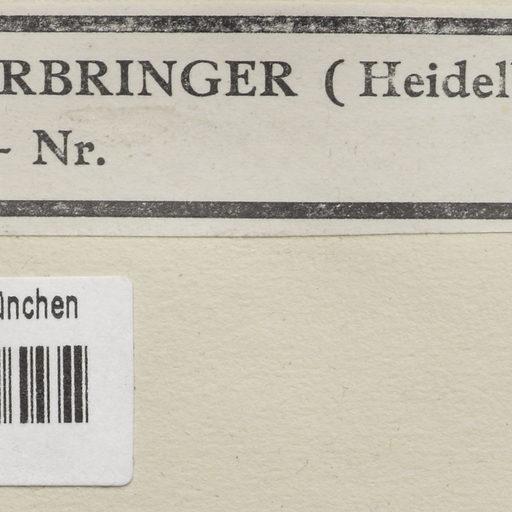 RBRINGER (Heidel
- Nr.
ünchen